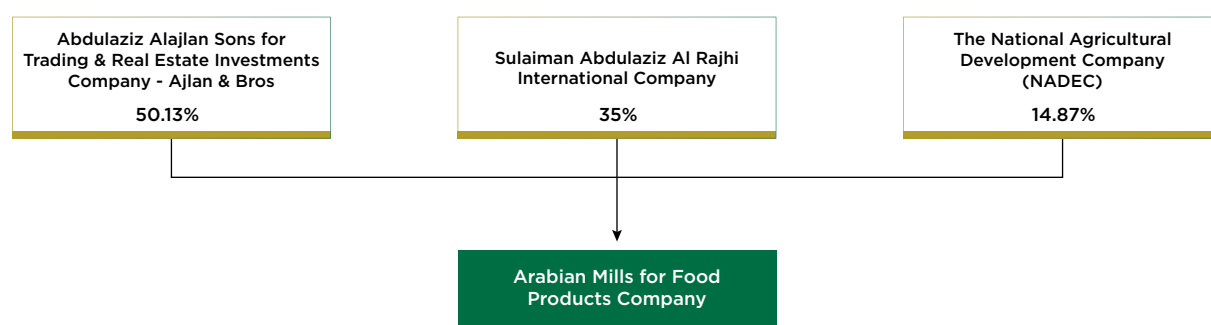 Abdulaziz Alajlan Sons for
Trading & Real Estate Investments
Company - Ajlan & Bros
50.13%
Sulaiman Abdulaziz Al Rajhi
International Company
35%
The National Agricultural
Development Company
(NADEC)
14.87%
Arabian Mills for Food
Products Company